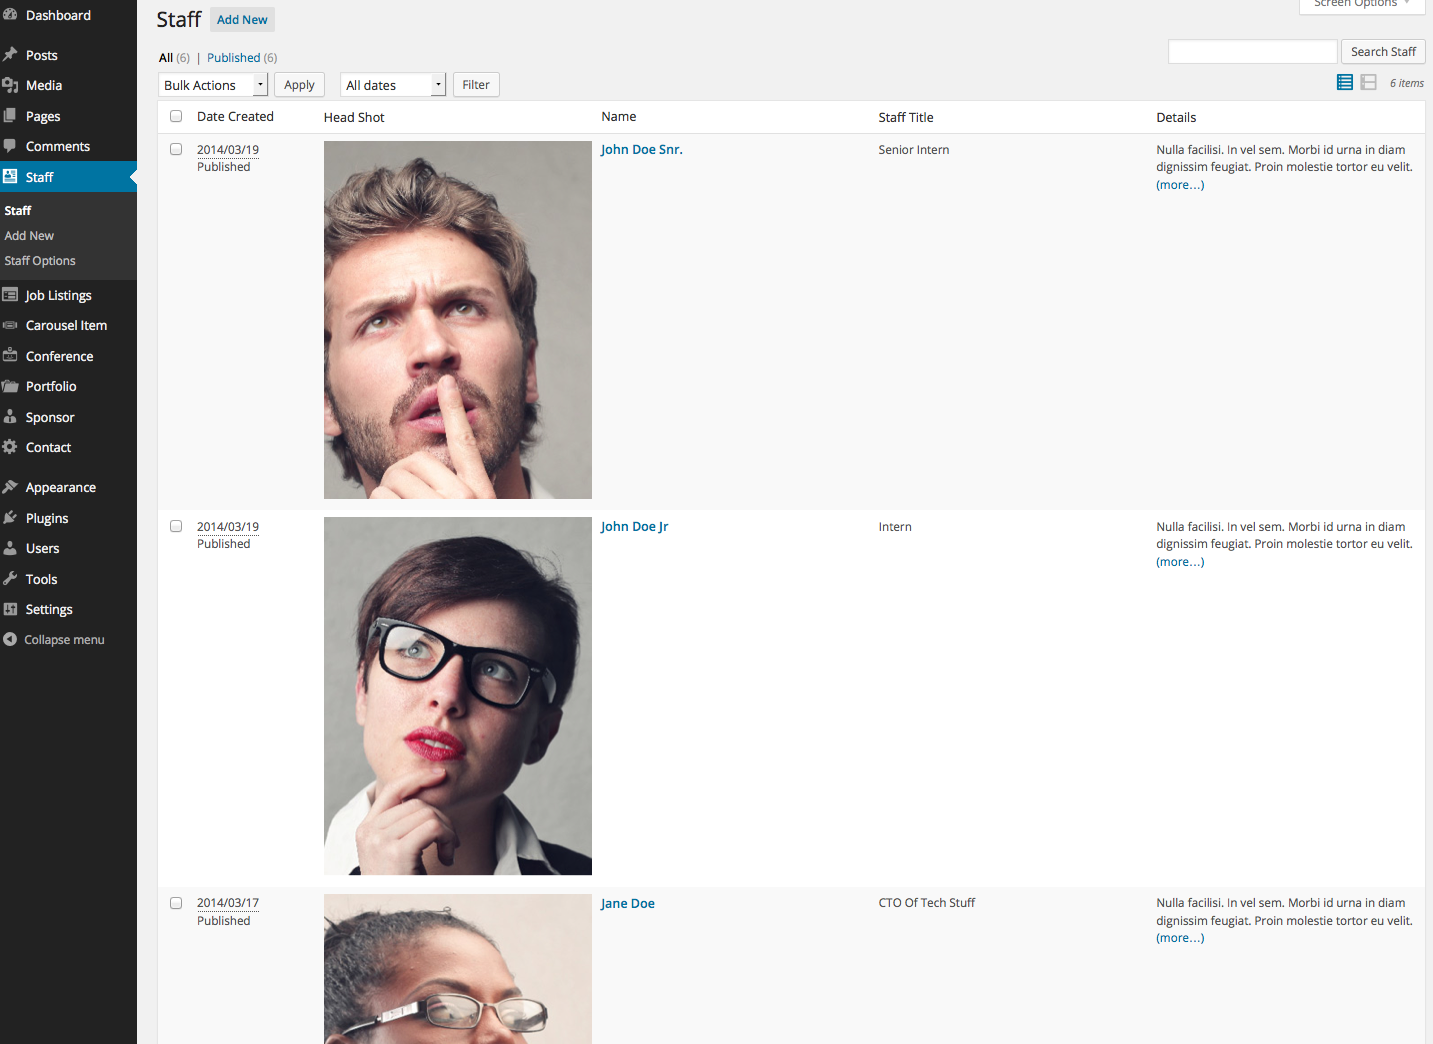 Dashboard
Posts
Media
Pages
Comments
Staff
Staff
Add New
Staff Options
Job Listings
Carousel Item
Conference
Portfolio
Sponsor
Contact
Appearance
Plugins
Users
Tools
Settings
Collapse menu
Screen Options
Staff Add New
All (6) | Published (6)
Search Staff
Bulk Actions Apply All dates Filter
6 items
Date Created Head Shot Name Staff Title Details
2014/03/19
Published
John Doe Snr.
Senior Intern
Nulla facilisi. In vel sem. Morbi id urna in diam
dignissim feugiat. Proin molestie tortor eu velit.
(more...)
2014/03/19
Published
John Doe Jr
Intern
Nulla facilisi. In vel sem. Morbi id urna in diam
dignissim feugiat. Proin molestie tortor eu velit.
(more...)
2014/03/17
Published
Jane Doe
CTO Of Tech Stuff
Nulla facilisi. In vel sem. Morbi id urna in diam
dignissim feugiat. Proin molestie tortor eu velit.
(more...)